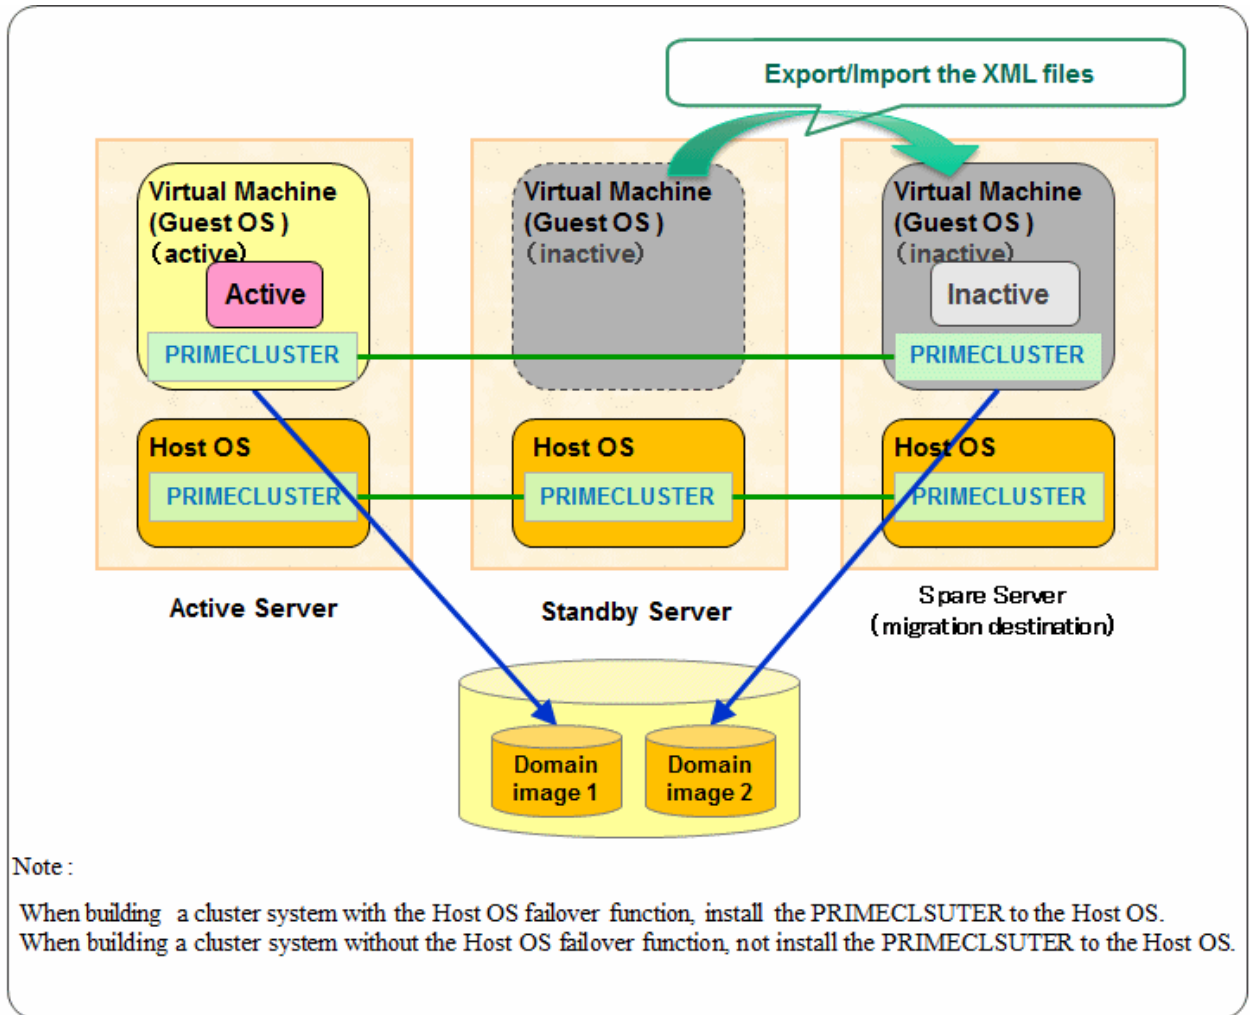 Export/Import the XML files
Virtual Machine
(Guest OS )
(active)
Active
PRIMECLUSTER
Host OS
PRIMECLUSTER
Active Server
Virtual Machine
(Guest OS )
(inactive)
Host OS
PRIMECLUSTER
Standby Server
Virtual Machine
(Guest OS )
(inactive)
Inactive
PRIMECLUSTER
Host OS
PRIMECLUSTER
Spare Server
(migration destination)
Domain
image 1
Domain
image 2
Note :
When building a cluster system with the Host OS failover function, install the PRIMECLSUTER to the Host OS.
When building a cluster system without the Host OS failover function, not install the PRIMECLSUTER to the Host OS.